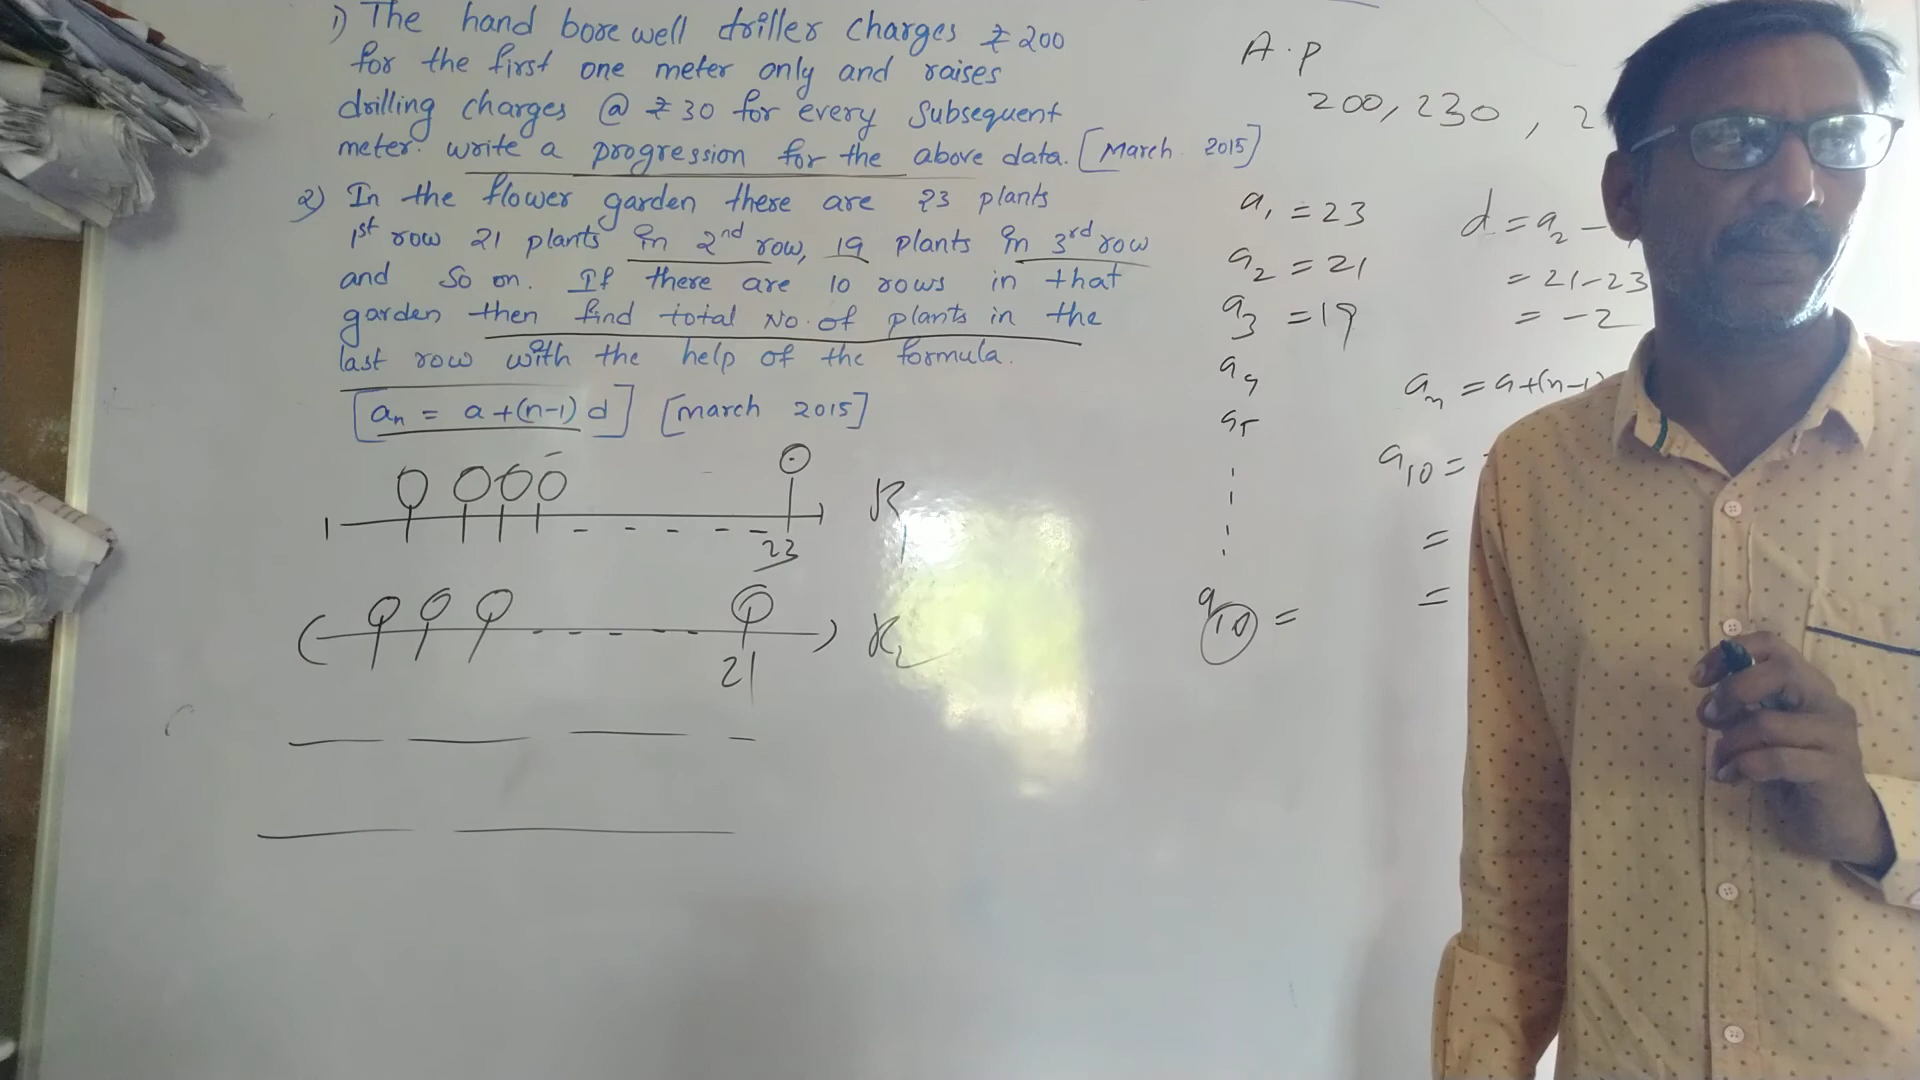 1) The hand bore well driller charges ₹ 200
for the first one meter only and raises
drilling charges @ ₹ 30 for every subsequent
meter. write a progression for the above data. [March 2015]
2) In the flower garden there are 23 plants
1st row 21 plants in 2nd row, 19 plants in 3rd row
and so on. If there are 10 rows in that
garden then find total No. of plants in the
last row with the help of the formula.
[an = a+(n-1) d] [march 2015]
23 R1
21 R2
A.P
200, 230, 2
a1 = 23
a2 = 21
a3 = 19
a4
a5
a10 =
d = a2 -
= 21-23
= -2
an = a+(n-1)
a10 =
=
=